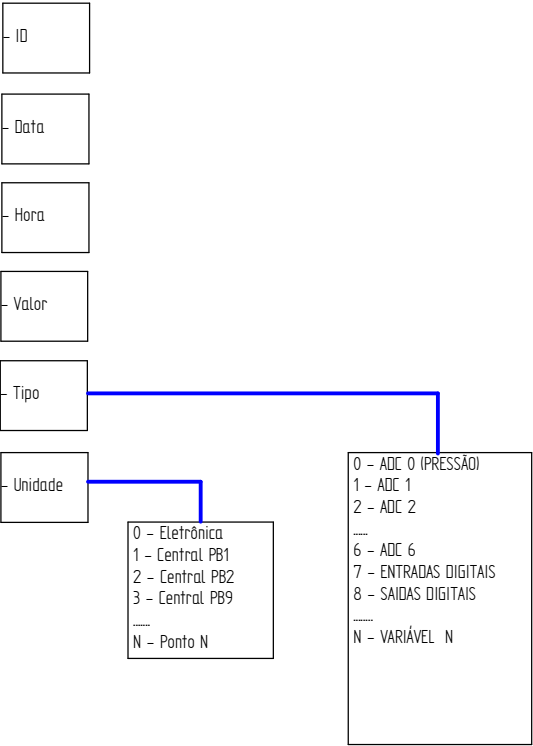 - ID
- Data
- Hora
- Valor
- Tipo
- Unidade
0 - Eletrônica
1 - Central PB1
2 - Central PB2
3 - Central PB9
.......
N - Ponto N
0 - ADC 0 (PRESSÃO)
1 - ADC 1
2 - ADC 2
......
6 - ADC 6
7 - ENTRADAS DIGITAIS
8 - SAIDAS DIGITAIS
........
N - VARIÁVEL N